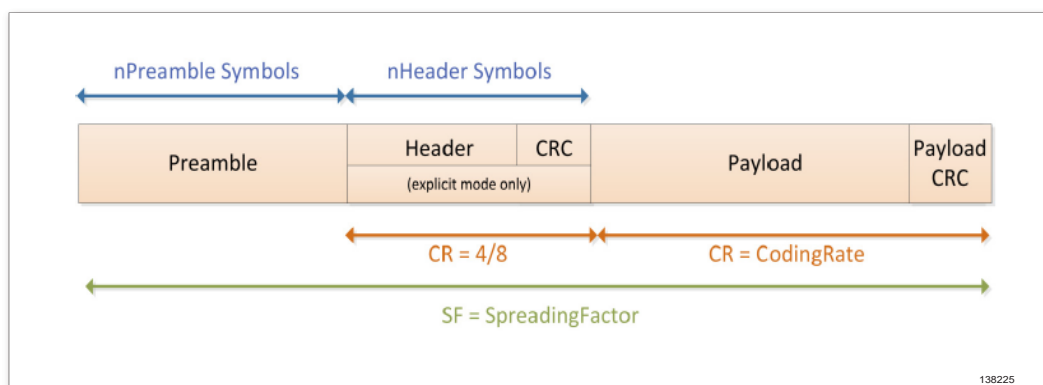 nPreamble Symbols
nHeader Symbols
Preamble
Header
CRC
(explicit mode only)
Payload
Payload
CRC
CR = 4/8
CR = CodingRate
SF = SpreadingFactor
138225